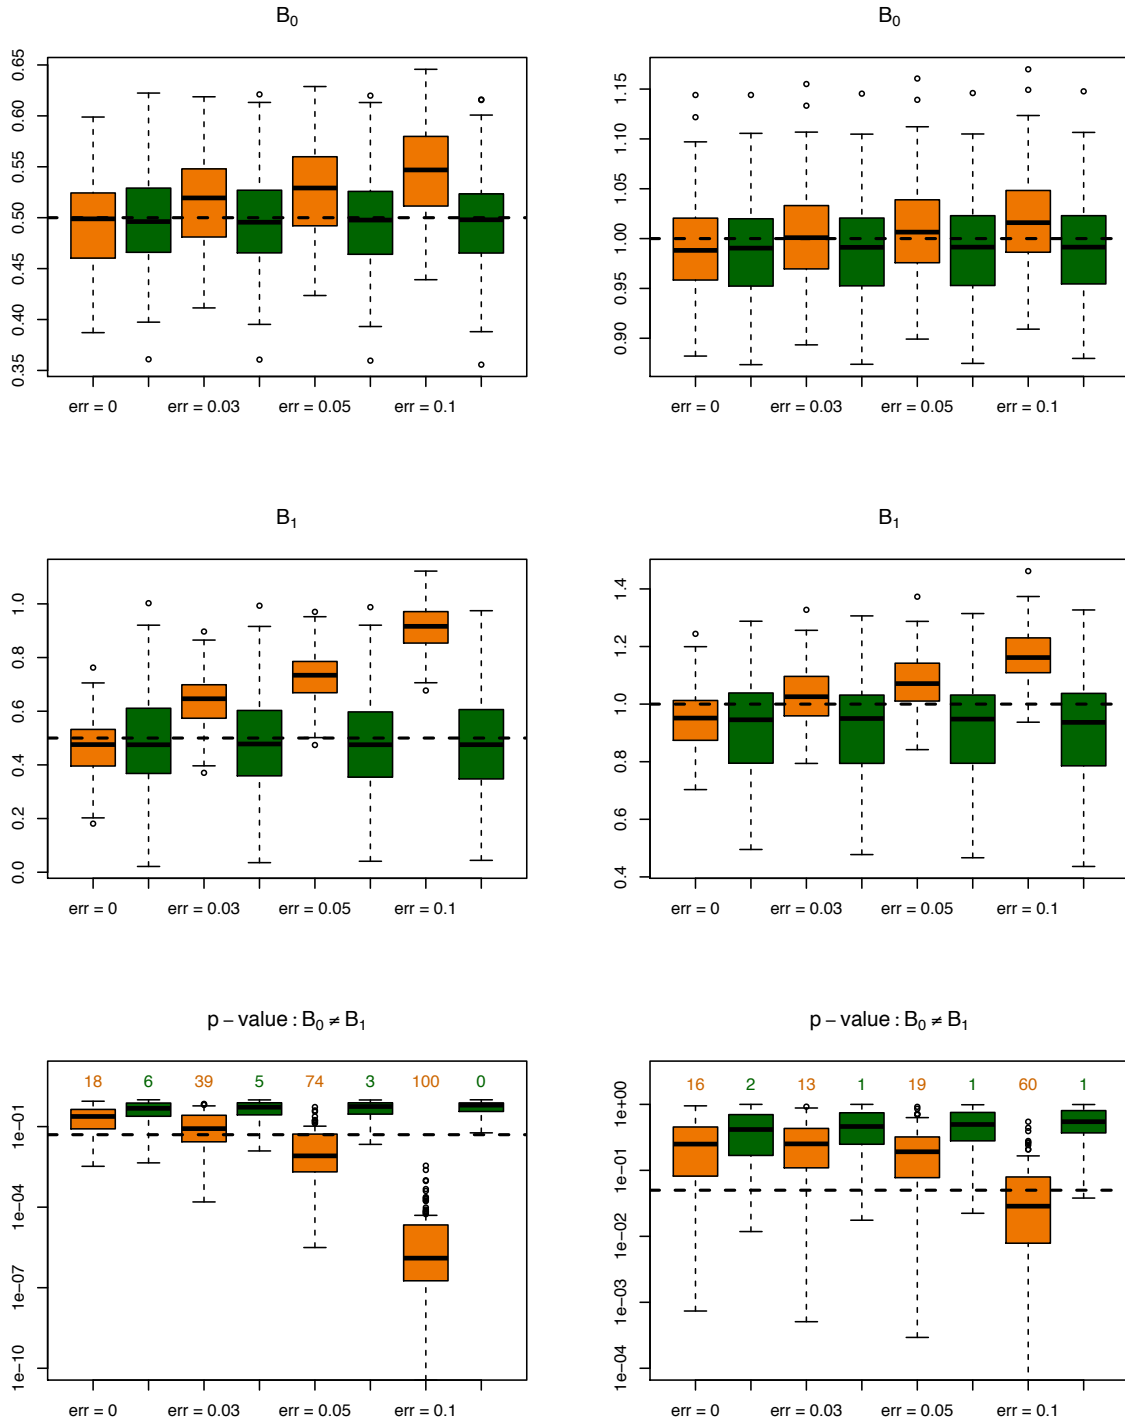 B0
0.65
0.60
0.55
0.50
0.45
0.40
0.35
err = 0 err = 0.03 err = 0.05 err = 0.1
B0
1.15
1.10
1.05
1.00
0.95
0.90
err = 0 err = 0.03 err = 0.05 err = 0.1
B1
1.0
0.8
0.6
0.4
0.2
0.0
err = 0 err = 0.03 err = 0.05 err = 0.1
B1
1.4
1.2
1.0
0.8
0.6
0.4
err = 0 err = 0.03 err = 0.05 err = 0.1
p − value : B0 ≠ B1
18 6 39 5 74 3 100 0
1e−01
1e−04
1e−07
1e−10
err = 0 err = 0.03 err = 0.05 err = 0.1
p − value : B0 ≠ B1
16 2 13 1 19 1 60 1
1e+00
1e−01
1e−02
1e−03
1e−04
err = 0 err = 0.03 err = 0.05 err = 0.1